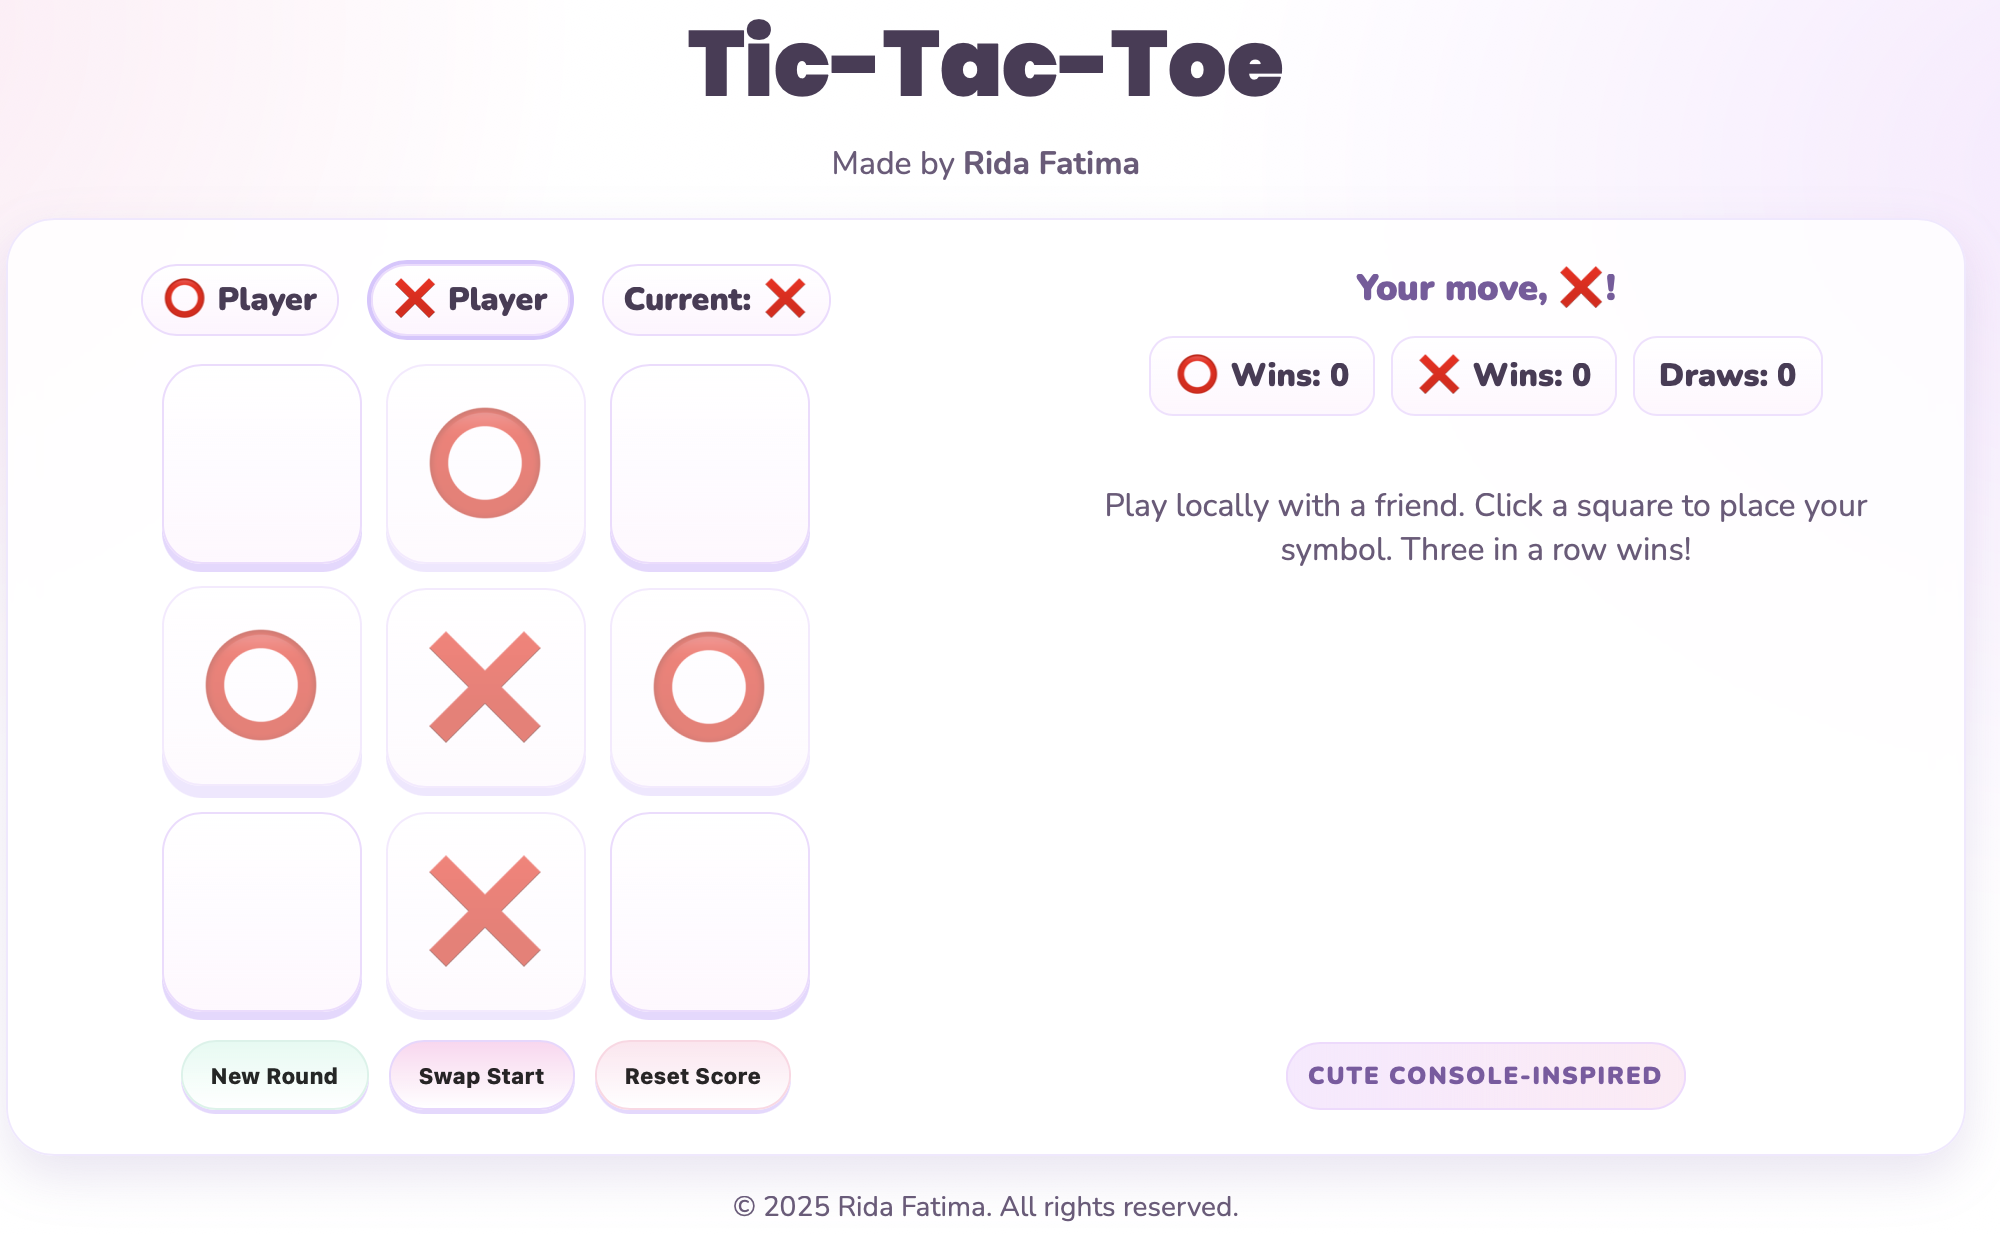 Tic-Tac-Toe
Made by Rida Fatima
⭕ Player
❌ Player
Current: ❌
Your move, ❌!
⭕ Wins: 0
❌ Wins: 0
Draws: 0
Play locally with a friend. Click a square to place your
symbol. Three in a row wins!
⭕
⭕ ❌ ⭕
❌
New Round
Swap Start
Reset Score
CUTE CONSOLE-INSPIRED
© 2025 Rida Fatima. All rights reserved.